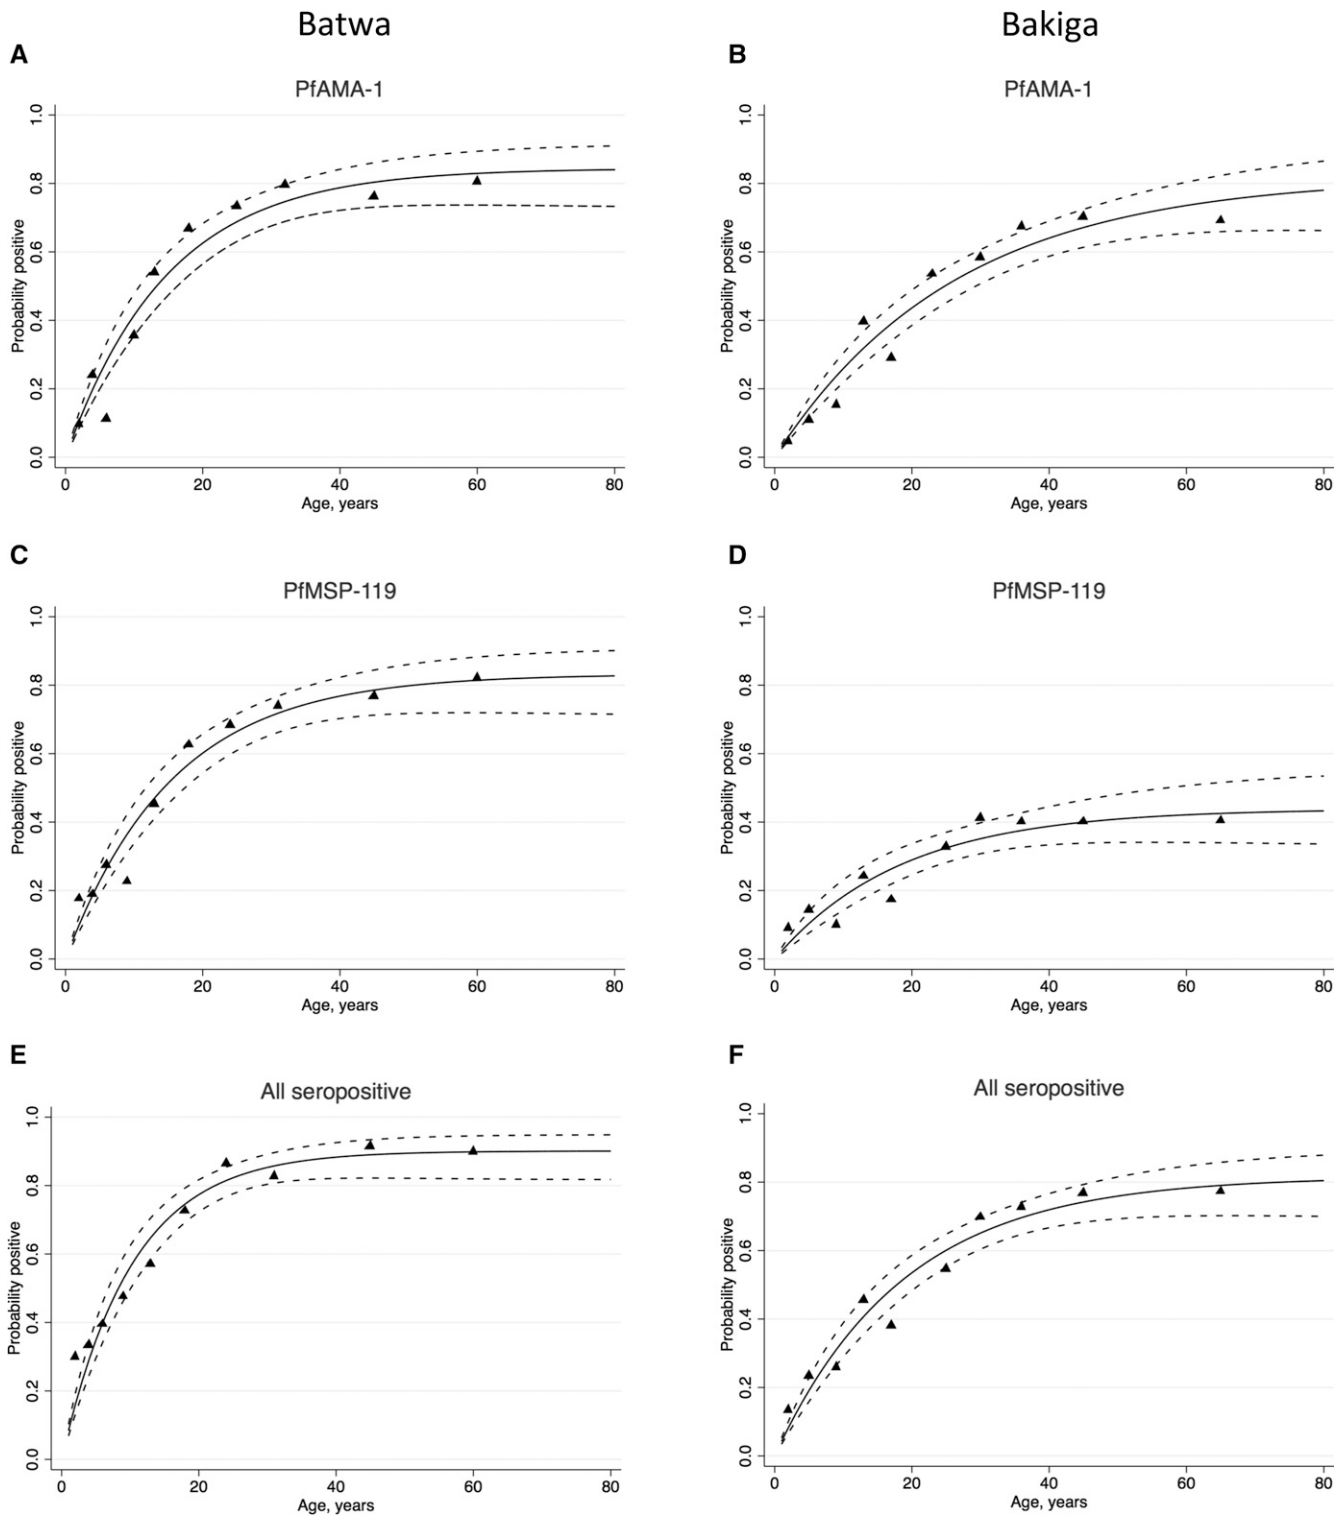 Batwa
Bakiga
A
B
PfAMA-1
PfAMA-1
Probability positive
0.0 0.2 0.4 0.6 0.8 1.0
0 20 40 60 80
Age, years
Probability positive
0.0 0.2 0.4 0.6 0.8 1.0
0 20 40 60 80
Age, years
C
D
PfMSP-119
PfMSP-119
Probability positive
0.0 0.2 0.4 0.6 0.8 1.0
0 20 40 60 80
Age, years
Probability positive
0.0 0.2 0.4 0.6 0.8 1.0
0 20 40 60 80
Age, years
E
F
All seropositive
All seropositive
Probability positive
0.0 0.2 0.4 0.6 0.8 1.0
0 20 40 60 80
Age, years
Probability positive
0.0 0.2 0.4 0.6 0.8 1.0
0 20 40 60 80
Age, years